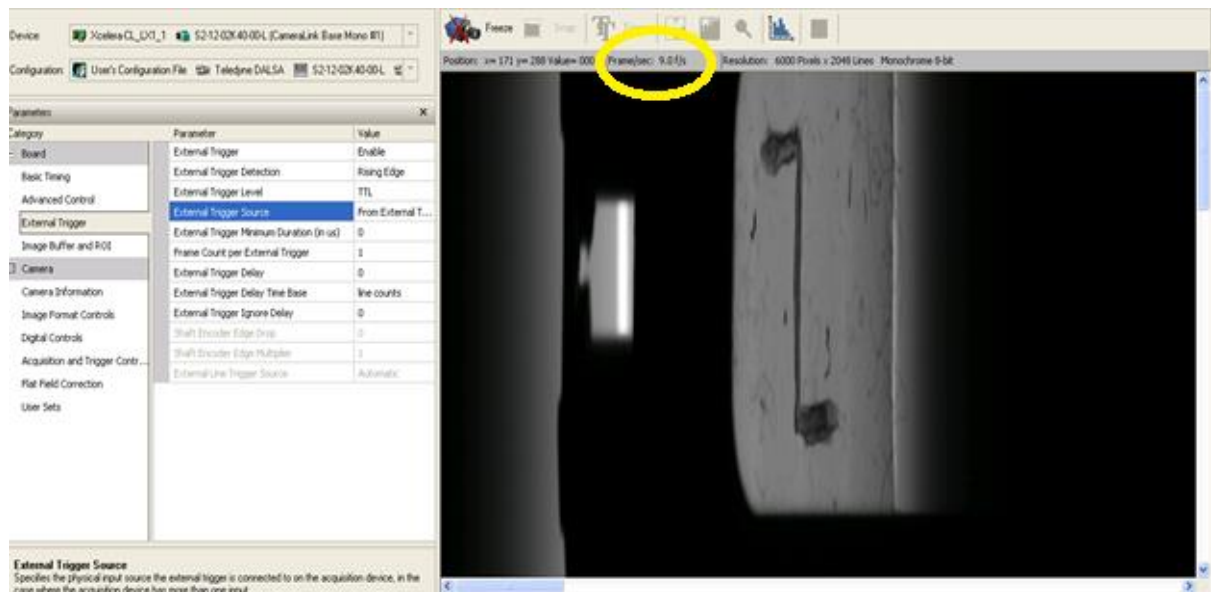 Device Xcelera-CL_LX1_1 S2-12-02K40-00-L (CameraLink Base Mono #1)
Configuration User's Configuration File Teledyne DALSA S2-12-02K40-00-L
Parameters X
Category Parameter Value
Board
Basic Timing
Advanced Control
External Trigger
Image Buffer and ROI
Camera
Camera Information
Image Format Controls
Digital Controls
Acquisition and Trigger Contr...
Flat Field Correction
User Sets
External Trigger Enable
External Trigger Detection Rising Edge
External Trigger Level TTL
External Trigger Source From External T...
External Trigger Minimum Duration (in us) 0
Frame Count per External Trigger 1
External Trigger Delay 0
External Trigger Delay Time Base line counts
External Trigger Ignore Delay 0
Shaft Encoder Edge Drop 0
Shaft Encoder Edge Multiplier 1
External Line Trigger Source Automatic
External Trigger Source
Specifies the physical input source the external trigger is connected to on the acquisition device, in the
case where the acquisition device has more than one input
Freeze Snap
Position: x= 171 y= 288 Value= 000 Frame/sec: 9.0 f/s Resolution: 6000 Pixels x 2048 Lines Monochrome 8-bit